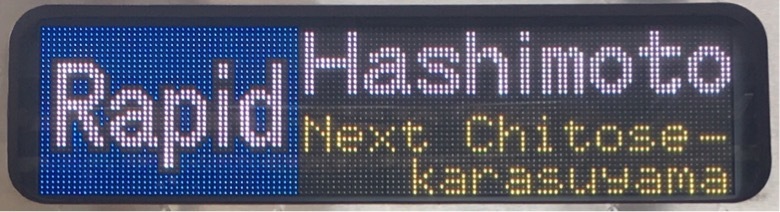 Rapid
Hashimoto
Next Chitose-
karasuyama